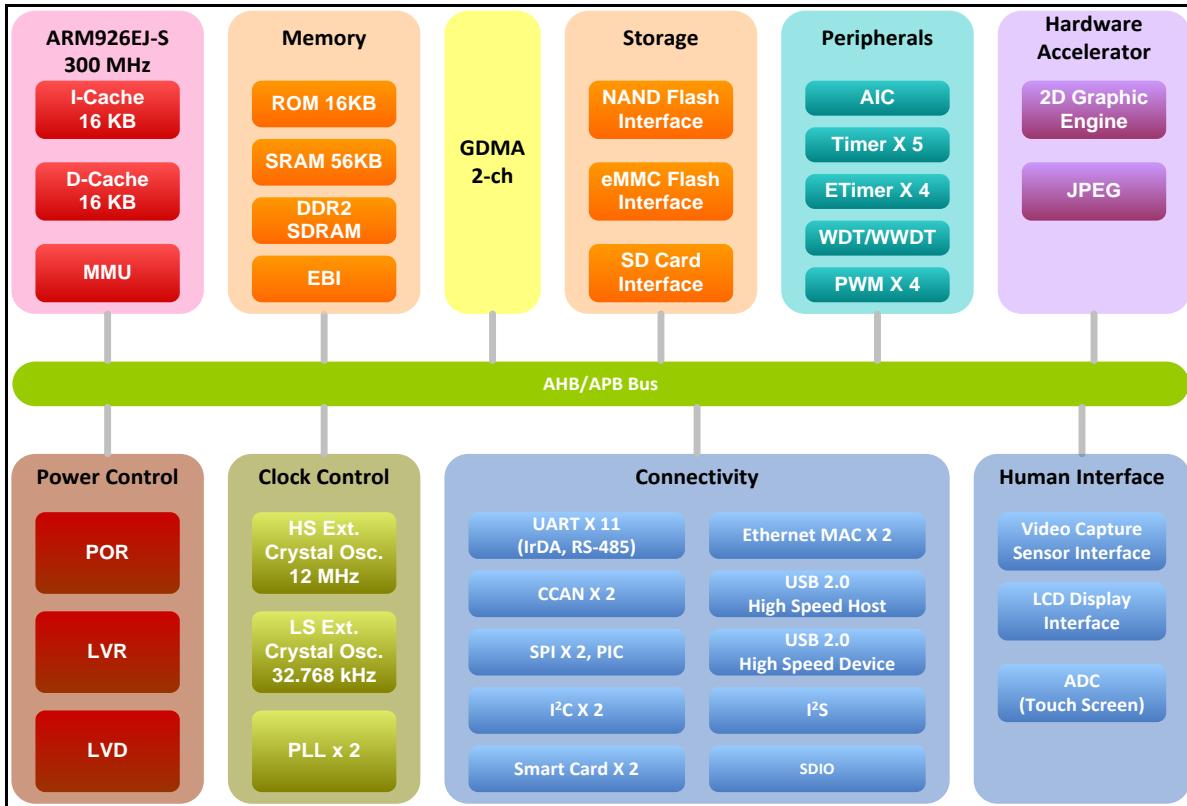 ARM926EJ-S
300 MHz
I-Cache
16 KB
D-Cache
16 KB
MMU
Memory
ROM 16KB
SRAM 56KB
DDR2
SDRAM
EBI
GDMA
2-ch
Storage
NAND Flash
Interface
eMMC Flash
Interface
SD Card
Interface
Peripherals
AIC
Timer X 5
ETimer X 4
WDT/WWDT
PWM X 4
Hardware
Accelerator
2D Graphic
Engine
JPEG
AHB/APB Bus
Power Control
POR
LVR
LVD
Clock Control
HS Ext.
Crystal Osc.
12 MHz
LS Ext.
Crystal Osc.
32.768 kHz
PLL x 2
Connectivity
UART X 11
(IrDA, RS-485)
CCAN X 2
SPI X 2, PIC
I²C X 2
Smart Card X 2
Ethernet MAC X 2
USB 2.0
High Speed Host
USB 2.0
High Speed Device
I²S
SDIO
Human Interface
Video Capture
Sensor Interface
LCD Display
Interface
ADC
(Touch Screen)